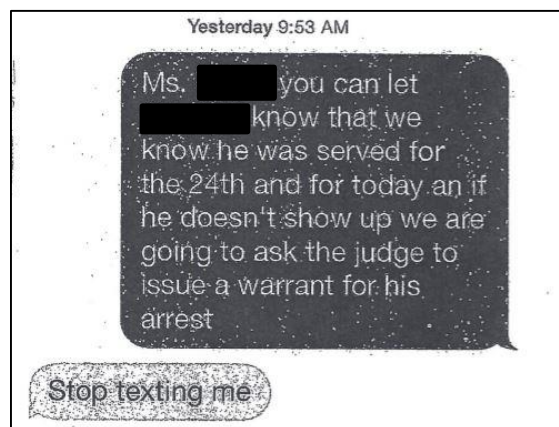 Yesterday 9:53 AM
Ms. you can let
know that we
know he was served for
the 24th and for today an if
he doesn't show up we are
going to ask the judge to
issue a warrant for his
arrest
Stop texting me